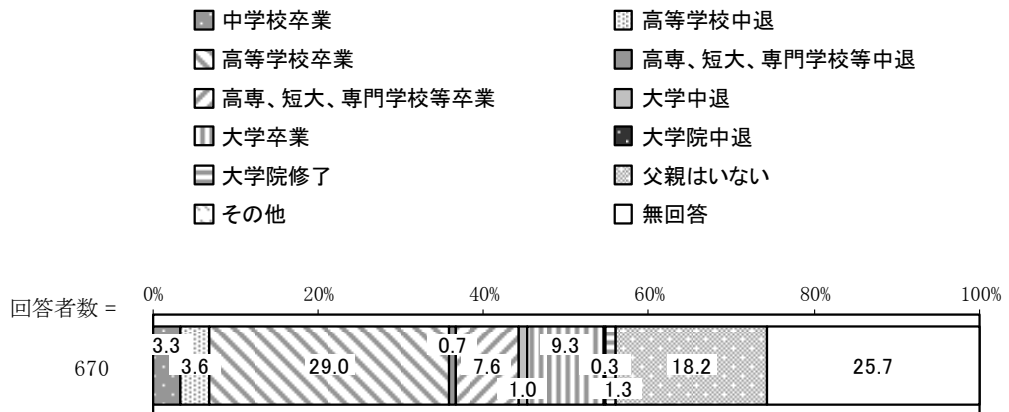 中学校卒業 高等学校中退
高等学校卒業 高専、短大、専門学校等中退
高専、短大、専門学校等卒業 大学中退
大学卒業 大学院中退
大学院修了 父親はいない
その他 無回答
回答者数 = 0% 20% 40% 60% 80% 100%
3.3 0.7 9.3
670 3.6 29.0 7.6 0.3 18.2 25.7
1.0 1.3